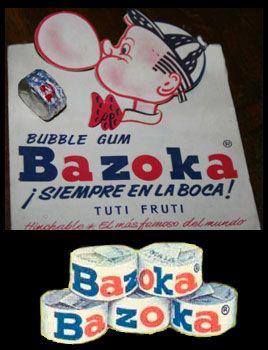 BUBBLE GUM
Bazoka®
¡SIEMPRE EN LA BOCA!
TUTI FRUTI
Hinchable * El más famoso del mundo
Bazoka®
Bazoka®